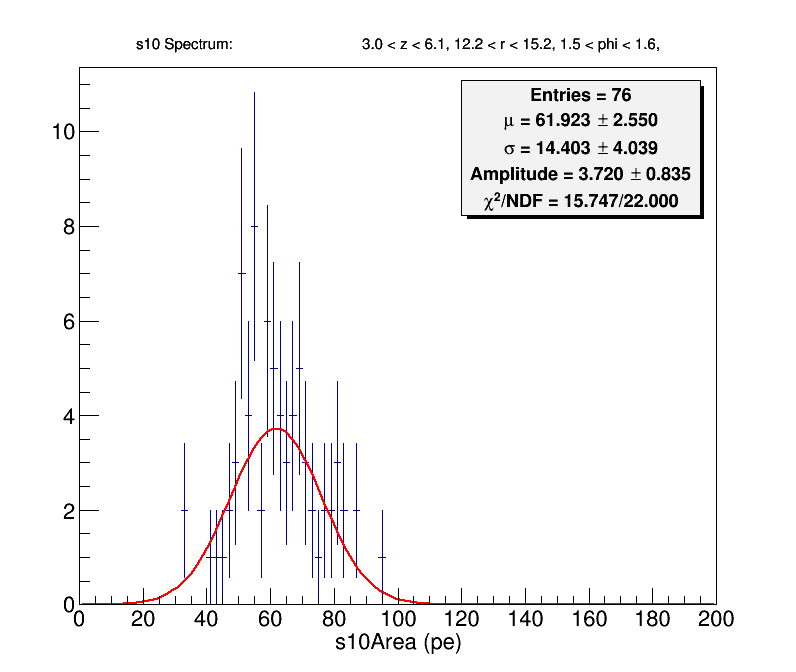 s10 Spectrum: 3.0 < z < 6.1, 12.2 < r < 15.2, 1.5 < phi < 1.6,
Entries = 76
μ = 61.923 ± 2.550
σ = 14.403 ± 4.039
Amplitude = 3.720 ± 0.835
χ²/NDF = 15.747/22.000
10
8
6
4
2
0
0 20 40 60 80 100 120 140 160 180 200
s10Area (pe)